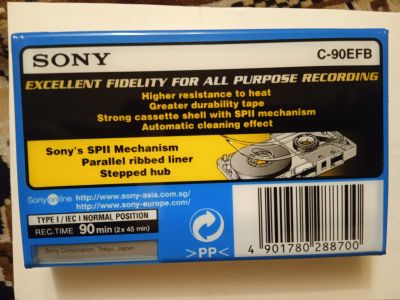 SONY
C-90EFB
EXCELLENT FIDELITY FOR ALL PURPOSE RECORDING
Higher resistance to heat
Greater durability tape
Strong cassette shell with SPII mechanism
Automatic cleaning effect
Sony's SPII Mechanism
Parallel ribbed liner
Stepped hub
Sony online
http://www.sony-asia.com.sg/
http://www.sony-europe.com/
TYPE I / IEC I NORMAL POSITION
REC.TIME 90 min (2x 45 min)
Sony Corporation, Tokyo, Japan
>PP<
4 901780 288700